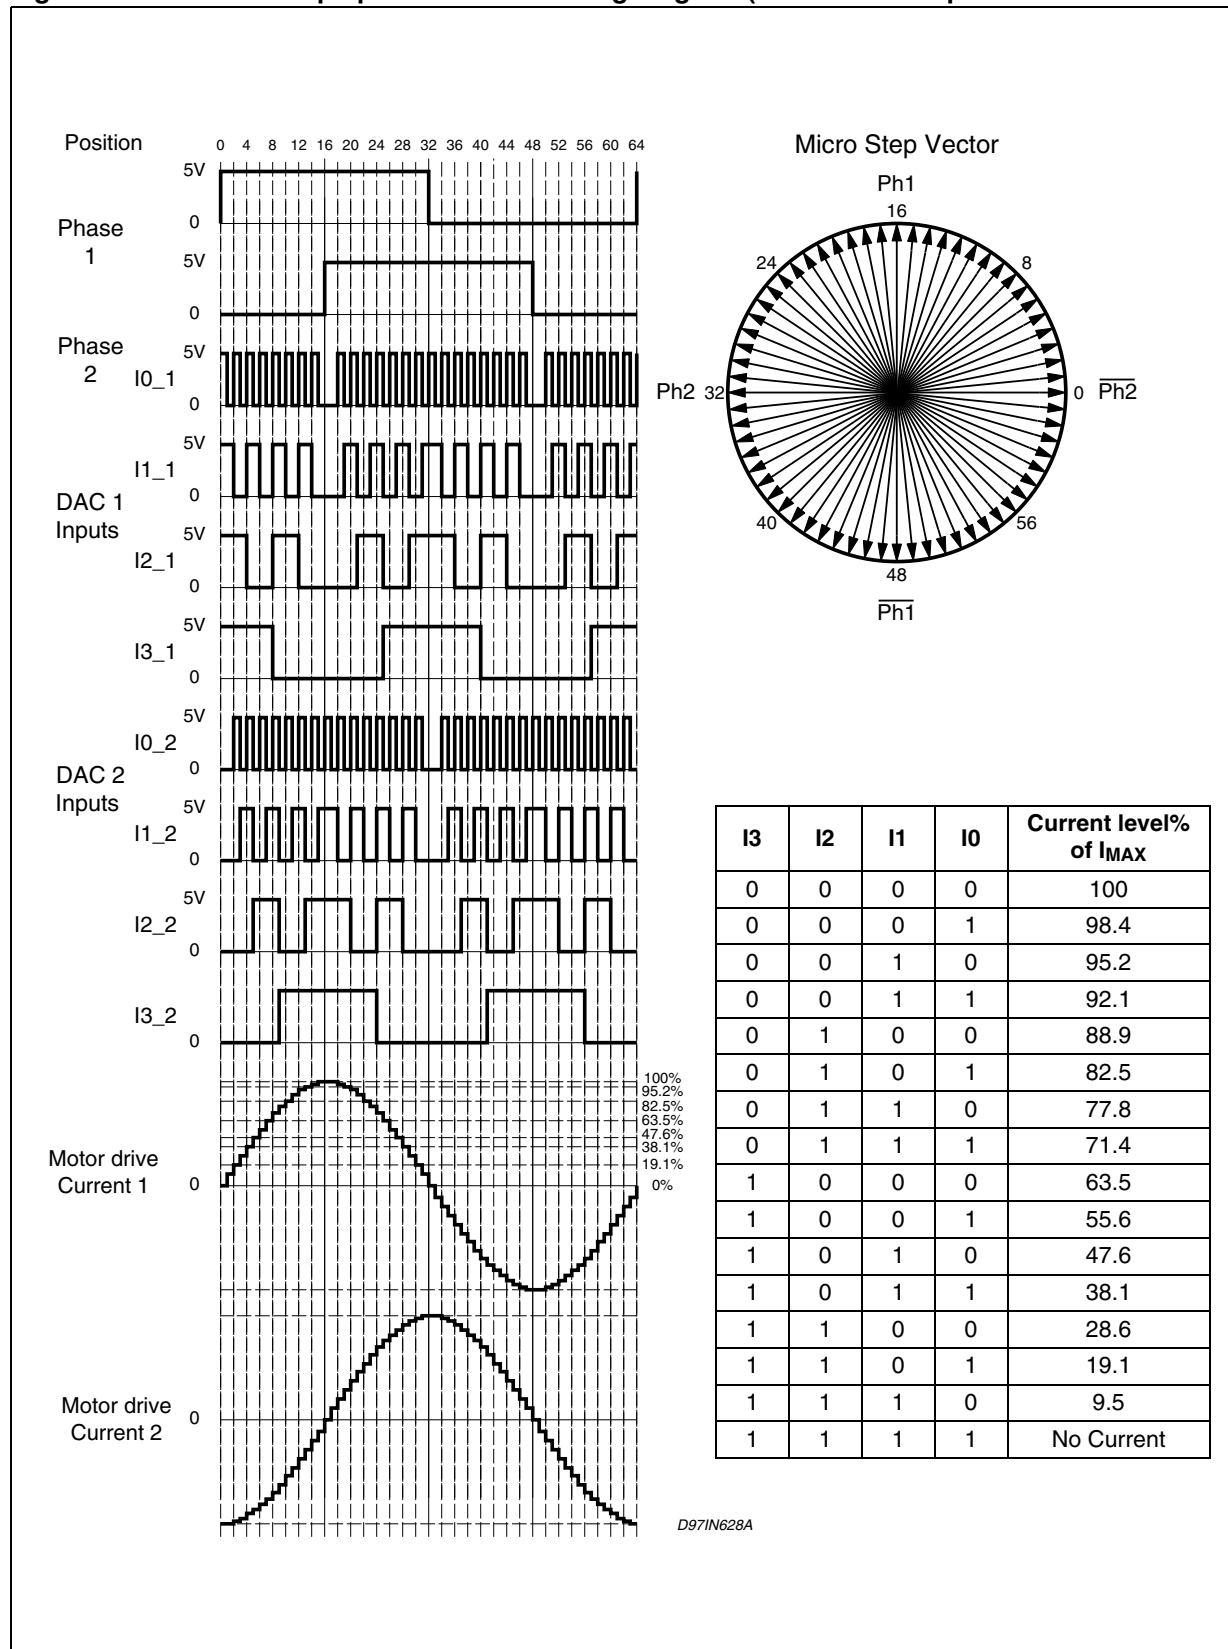 Position
0 4 8 12 16 20 24 28 32 36 40 44 48 52 56 60 64
5V
0
Phase
1
5V
0
Phase
2
5V
I0_1
0
5V
I1_1
0
DAC 1
Inputs
5V
I2_1
0
5V
I3_1
0
5V
I0_2
0
DAC 2
Inputs
5V
I1_2
0
5V
I2_2
0
5V
I3_2
0
100%
95.2%
82.5%
63.5%
47.6%
38.1%
19.1%
0%
Motor drive
Current 1
0
Motor drive
Current 2
0
Micro Step Vector
Ph1
16
24
8
Ph2 32
0 P̅h̅2̅
40
56
48
P̅h̅1̅
I3 I2 I1 I0 Current level%
of IMAX
0 0 0 0 100
0 0 0 1 98.4
0 0 1 0 95.2
0 0 1 1 92.1
0 1 0 0 88.9
0 1 0 1 82.5
0 1 1 0 77.8
0 1 1 1 71.4
1 0 0 0 63.5
1 0 0 1 55.6
1 0 1 0 47.6
1 0 1 1 38.1
1 1 0 0 28.6
1 1 0 1 19.1
1 1 1 0 9.5
1 1 1 1 No Current
D97IN628A